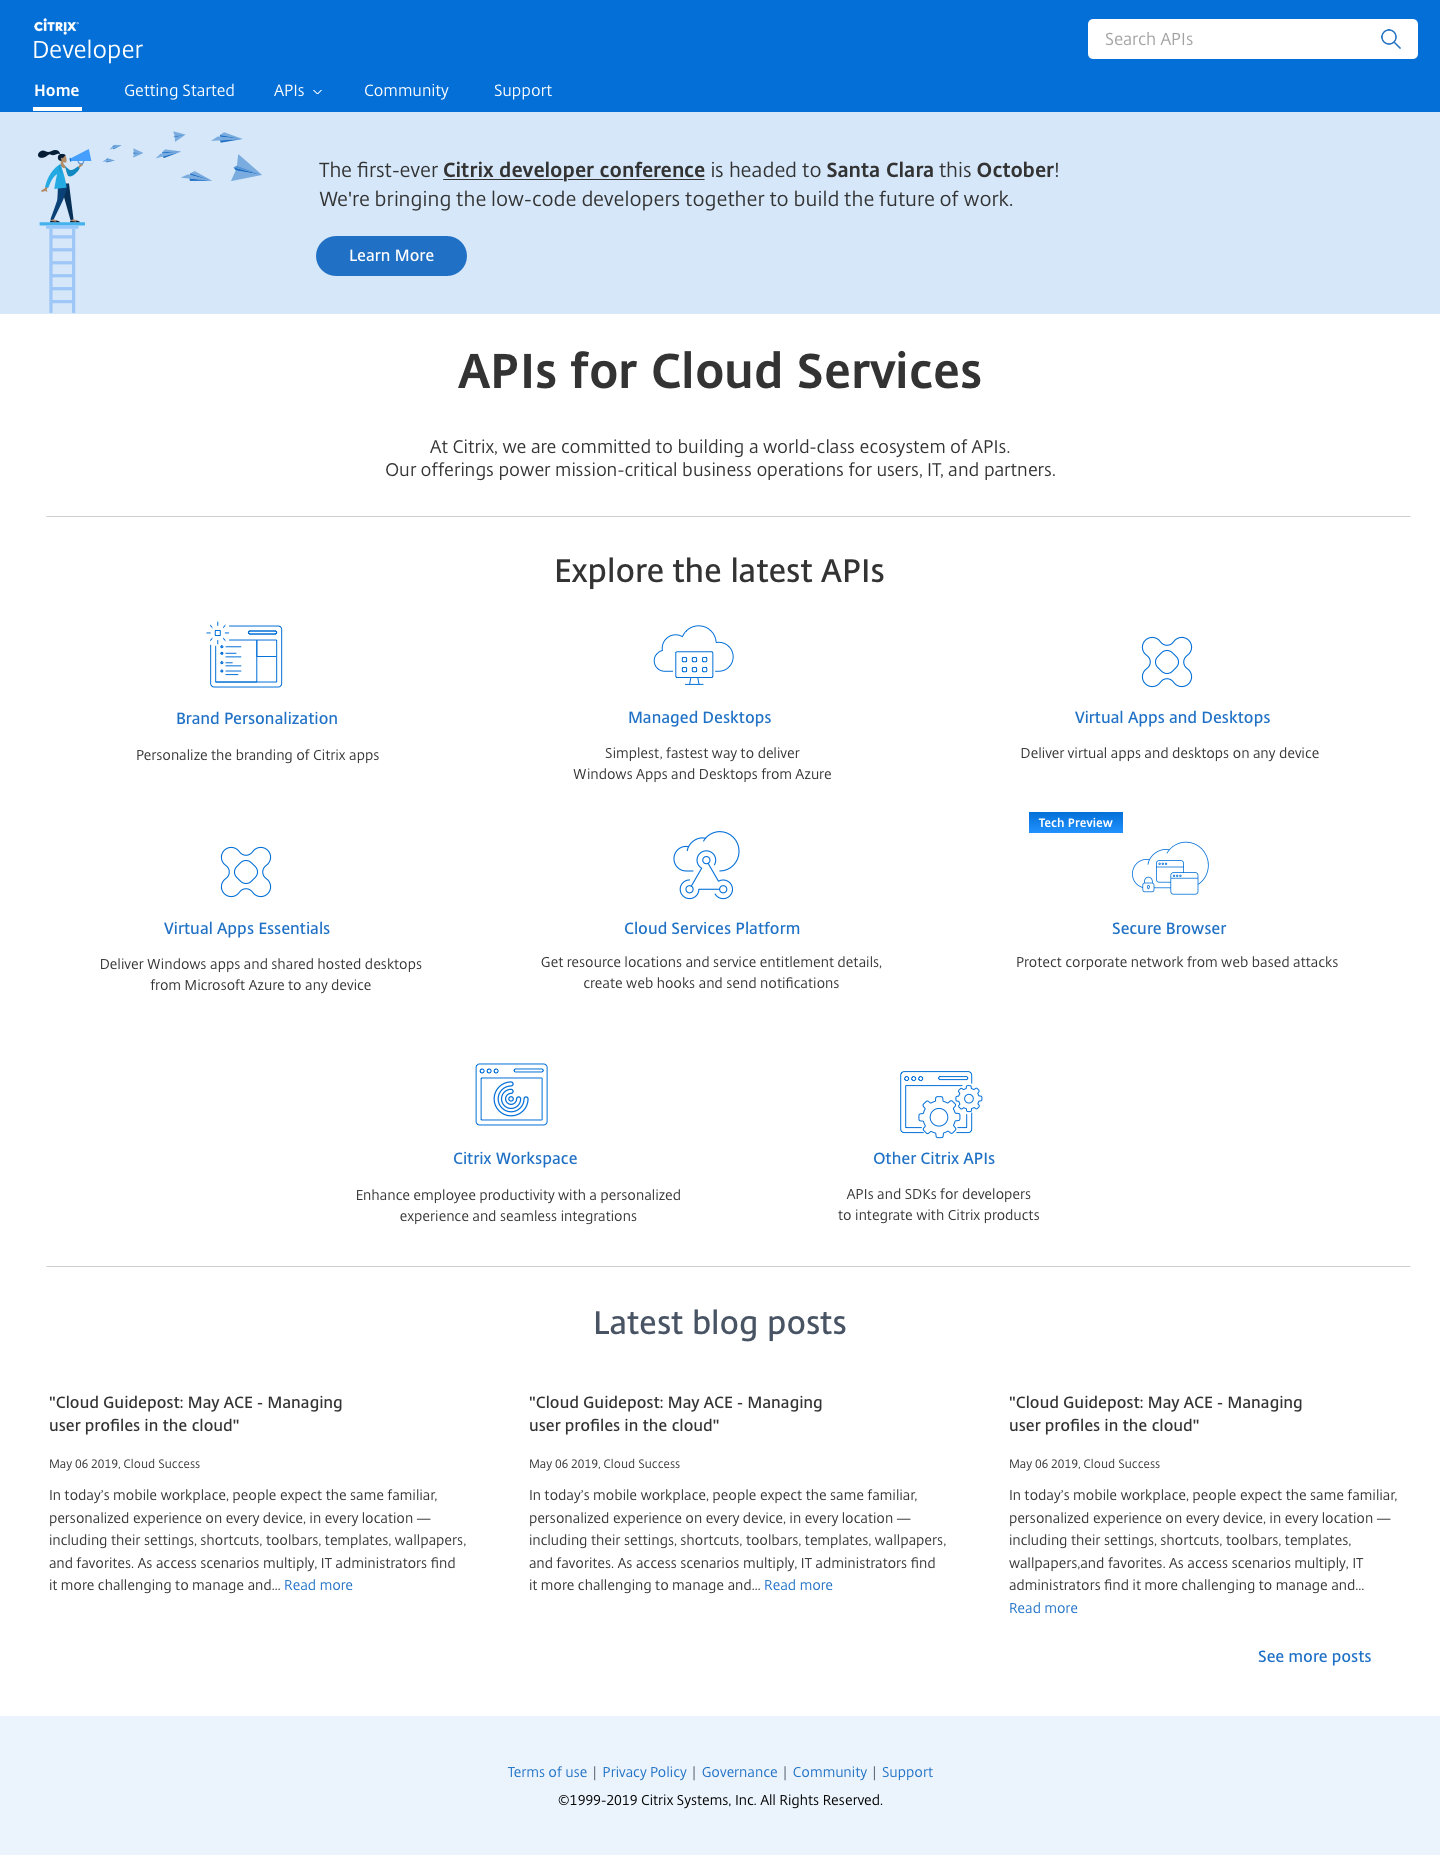 CITRIX
Developer
Search APIs
Home
Getting Started
APIs
Community
Support
The first-ever Citrix developer conference is headed to Santa Clara this October!
We're bringing the low-code developers together to build the future of work.
Learn More
APIs for Cloud Services
At Citrix, we are committed to building a world-class ecosystem of APIs.
Our offerings power mission-critical business operations for users, IT, and partners.
Explore the latest APIs
Brand Personalization
Personalize the branding of Citrix apps
Managed Desktops
Simplest, fastest way to deliver
Windows Apps and Desktops from Azure
Virtual Apps and Desktops
Deliver virtual apps and desktops on any device
Virtual Apps Essentials
Deliver Windows apps and shared hosted desktops
from Microsoft Azure to any device
Cloud Services Platform
Get resource locations and service entitlement details,
create web hooks and send notifications
Tech Preview
Secure Browser
Protect corporate network from web based attacks
Citrix Workspace
Enhance employee productivity with a personalized
experience and seamless integrations
Other Citrix APIs
APIs and SDKs for developers
to integrate with Citrix products
Latest blog posts
"Cloud Guidepost: May ACE - Managing
user profiles in the cloud"
May 06 2019, Cloud Success
In today's mobile workplace, people expect the same familiar,
personalized experience on every device, in every location —
including their settings, shortcuts, toolbars, templates, wallpapers,
and favorites. As access scenarios multiply, IT administrators find
it more challenging to manage and... Read more
"Cloud Guidepost: May ACE - Managing
user profiles in the cloud"
May 06 2019, Cloud Success
In today's mobile workplace, people expect the same familiar,
personalized experience on every device, in every location —
including their settings, shortcuts, toolbars, templates, wallpapers,
and favorites. As access scenarios multiply, IT administrators find
it more challenging to manage and... Read more
"Cloud Guidepost: May ACE - Managing
user profiles in the cloud"
May 06 2019, Cloud Success
In today's mobile workplace, people expect the same familiar,
personalized experience on every device, in every location —
including their settings, shortcuts, toolbars, templates,
wallpapers,and favorites. As access scenarios multiply, IT
administrators find it more challenging to manage and...
Read more
See more posts
Terms of use | Privacy Policy | Governance | Community | Support
©1999-2019 Citrix Systems, Inc. All Rights Reserved.